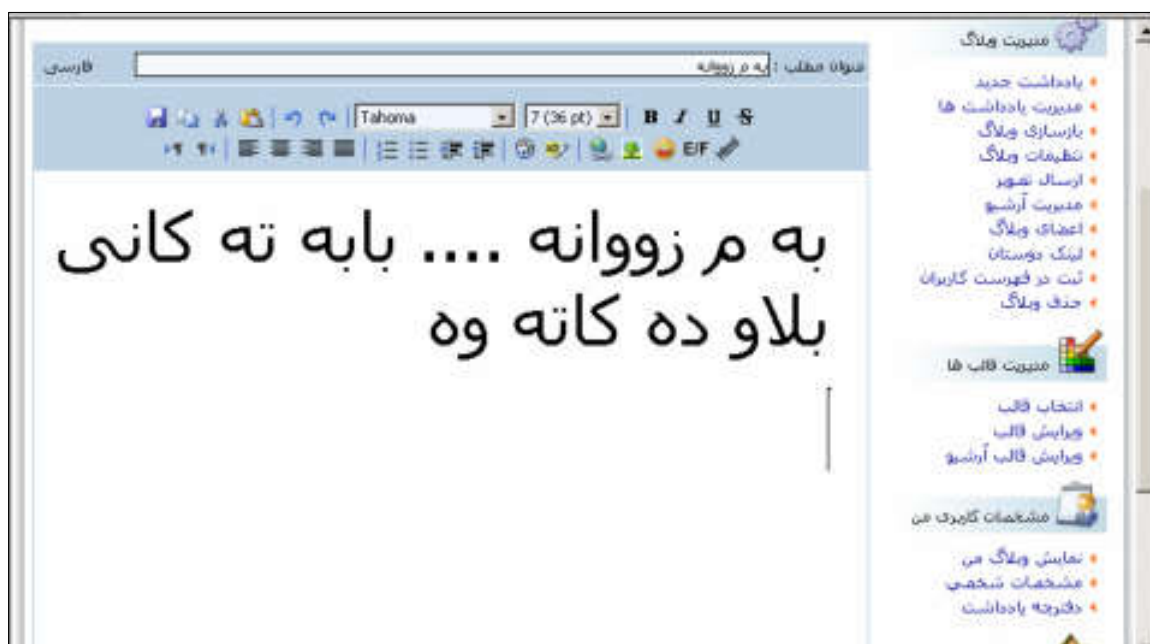 مدیریت وبلاگ
یادداشت جدید
مدیریت یادداشت ها
بازسازی وبلاگ
تنظیمات وبلاگ
ارسال تصویر
مدیریت آرشیو
اعضای وبلاگ
لینک دوستان
ثبت در فهرست کاربران
حذف وبلاگ
مدیریت قالب ها
انتخاب قالب
ویرایش قالب
ویرایش قالب آرشیو
مشخصات کاربری من
نمایش وبلاگ من
مشخصات شخصی
دفترچه یادداشت
عنوان مطلب : به م زووانه
فارسی
Tahoma 7 (36 pt) B I U S
E/F
به م زووانه .... بابه ته کانی
بلاو ده کاته وه